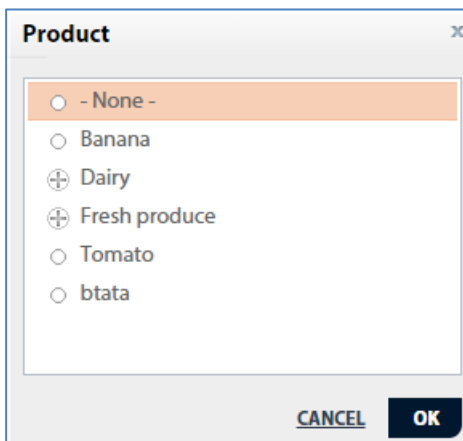 Product
x
- None -
Banana
Dairy
Fresh produce
Tomato
btata
CANCEL OK